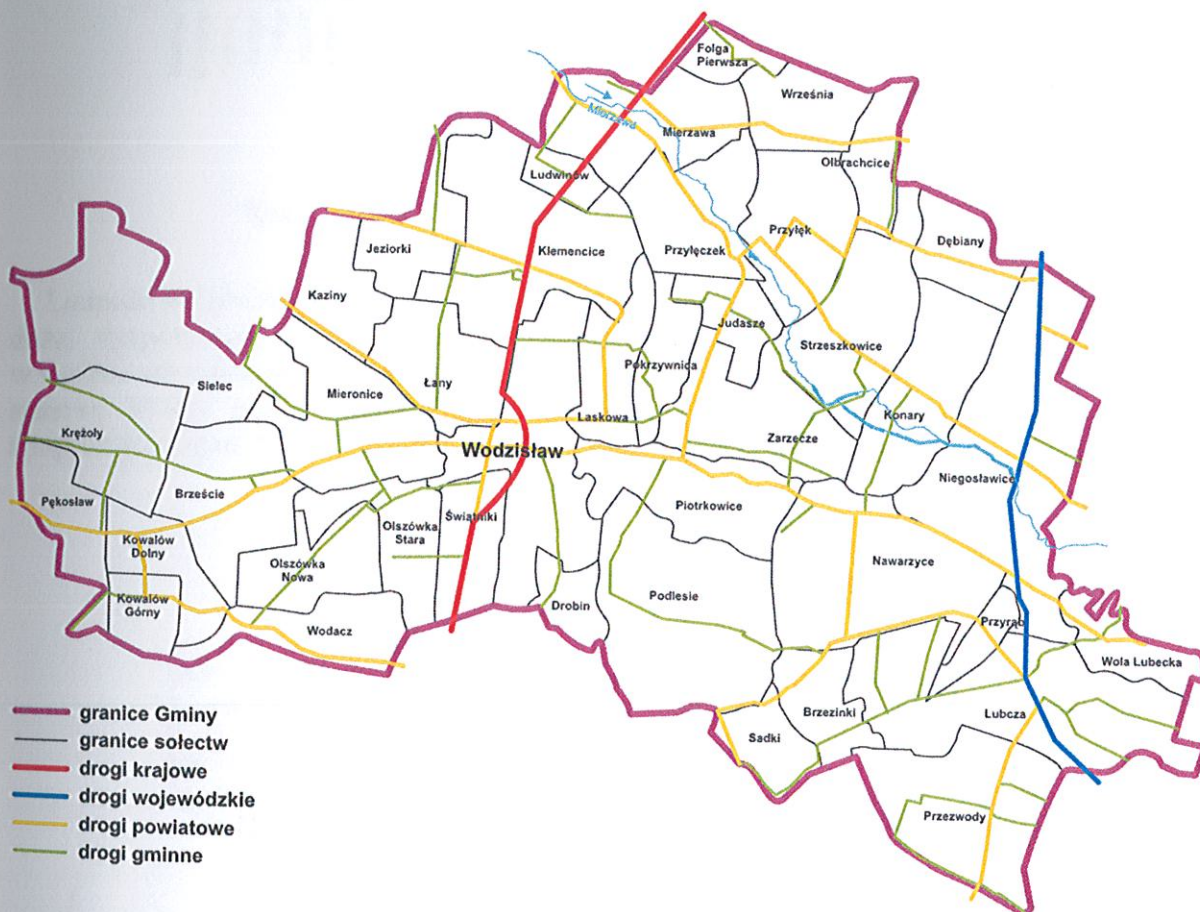 Folga
Pierwsza
Września
Mierzawa
Mierzawa
Olbrachcice
Ludwinów
Przyłęk
Dębiany
Jeziorki
Klemencice
Przyłęczek
Kaziny
Judasze
Strzeszkowice
Pokrzywnica
Sielec
Mieronice
Łany
Laskowa
Konary
Krężoły
Zarzecze
Wodzisław
Niegosławice
Pękosław
Brzeście
Piotrkowice
Olszówka
Stara
Świątniki
Kowalów
Dolny
Nawarzyce
Olszówka
Nowa
Podlesie
Kowalów
Górny
Drobin
Przyrąb
Wodacz
Wola Lubecka
Brzezinki
Lubcza
Sadki
Przezwody
granice Gminy
granice sołectw
drogi krajowe
drogi wojewódzkie
drogi powiatowe
drogi gminne